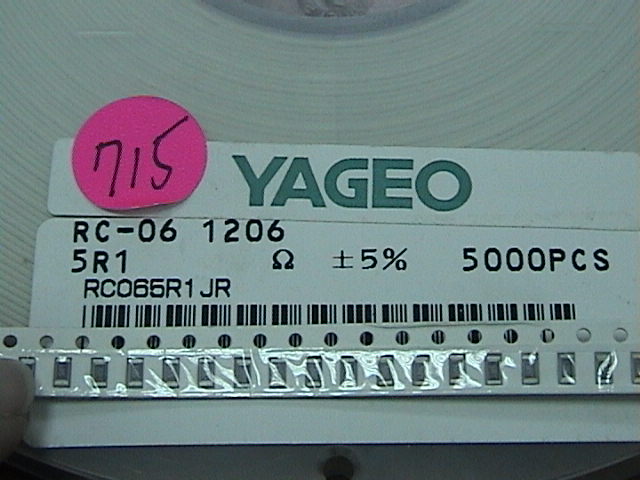 715
YAGEO
RC-06 1206
5R1 Ω ±5% 5000PCS
RC065R1JR